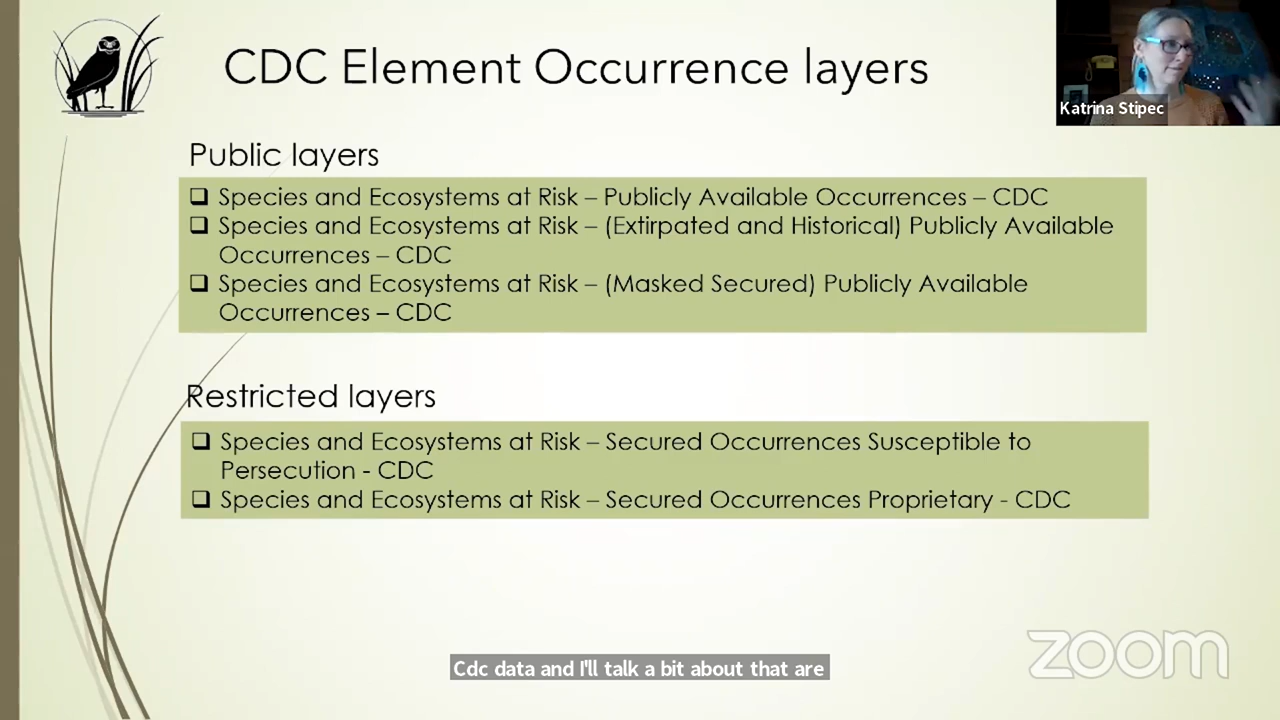 CDC Element Occurrence layers
Katrina Stipec
Public layers
Species and Ecosystems at Risk – Publicly Available Occurrences – CDC
Species and Ecosystems at Risk – (Extirpated and Historical) Publicly Available
Occurrences – CDC
Species and Ecosystems at Risk – (Masked Secured) Publicly Available
Occurrences – CDC
Restricted layers
Species and Ecosystems at Risk – Secured Occurrences Susceptible to
Persecution - CDC
Species and Ecosystems at Risk – Secured Occurrences Proprietary - CDC
Cdc data and I'll talk a bit about that are
zoom